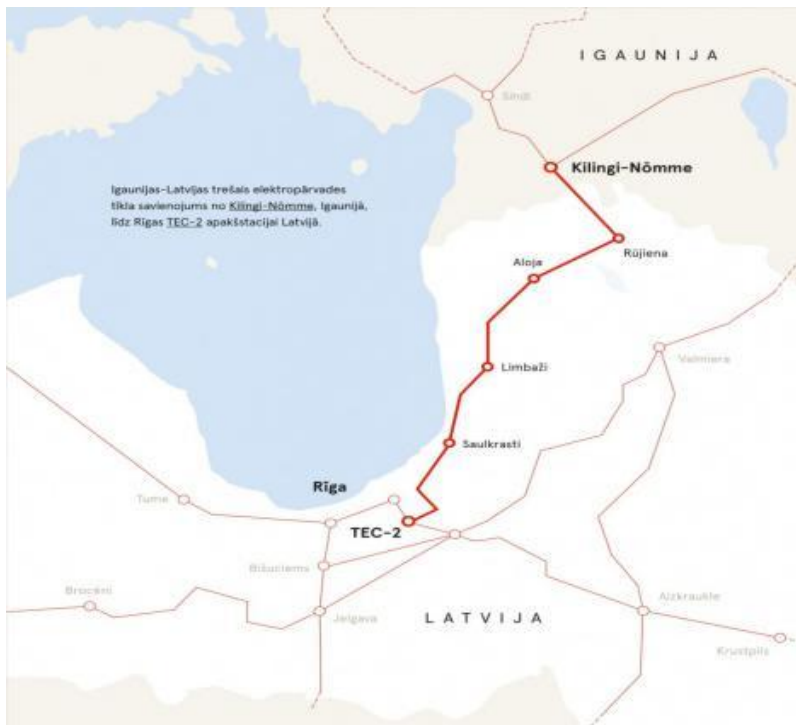 IGAUNIJA
Sindi
Kilingi-Nõmme
Igaunijas-Latvijas trešais elektropārvades
tīkla savienojums no Kilingi-Nõmme, Igaunijā,
līdz Rīgas TEC-2 apakšstacijai Latvijā.
Rūjiena
Aloja
Valmiera
Limbaži
Saulkrasti
Rīga
Tume
TEC-2
Bišuciems
Brocēni
Aizkraukle
Jelgava
LATVIJA
Krustpils